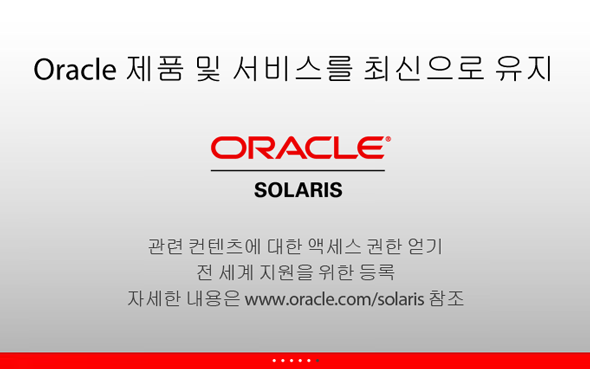 Oracle 제품 및 서비스를 최신으로 유지
ORACLE®
SOLARIS
관련 컨텐츠에 대한 액세스 권한 얻기
전 세계 지원을 위한 등록
자세한 내용은 www.oracle.com/solaris 참조